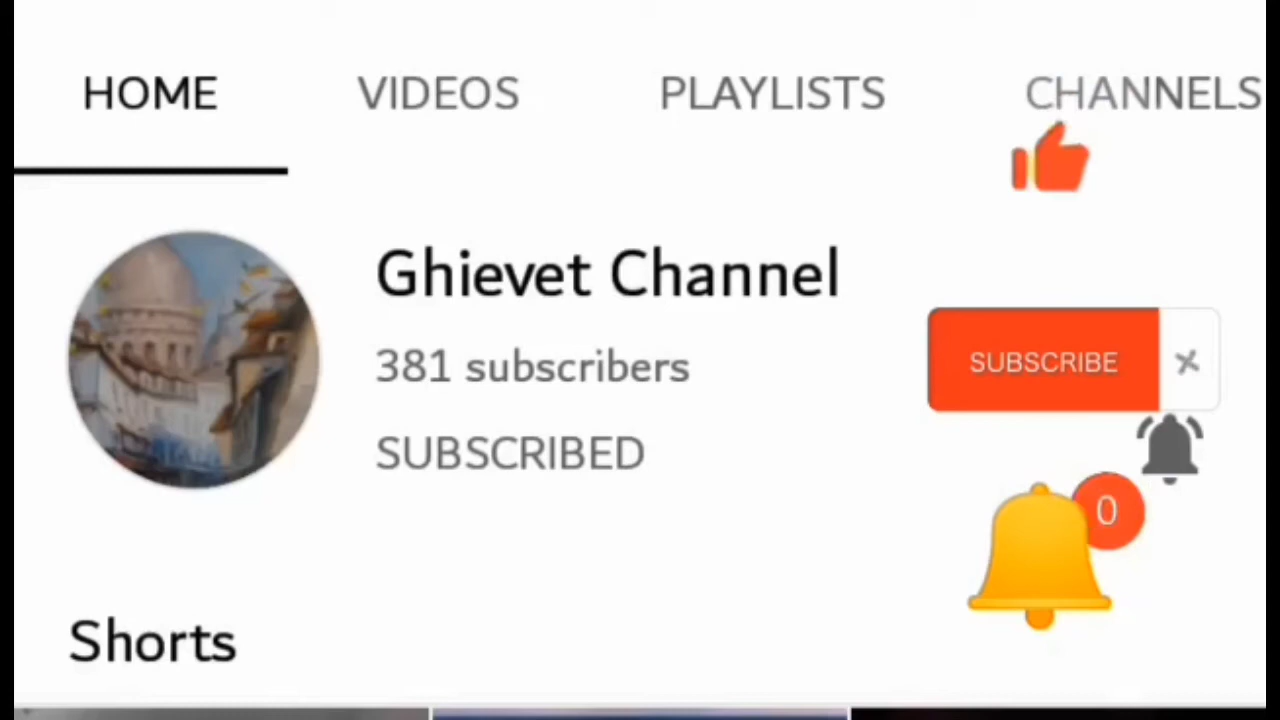 HOME VIDEOS PLAYLISTS CHANNELS
Ghievet Channel
381 subscribers
SUBSCRIBE
SUBSCRIBED
0
Shorts